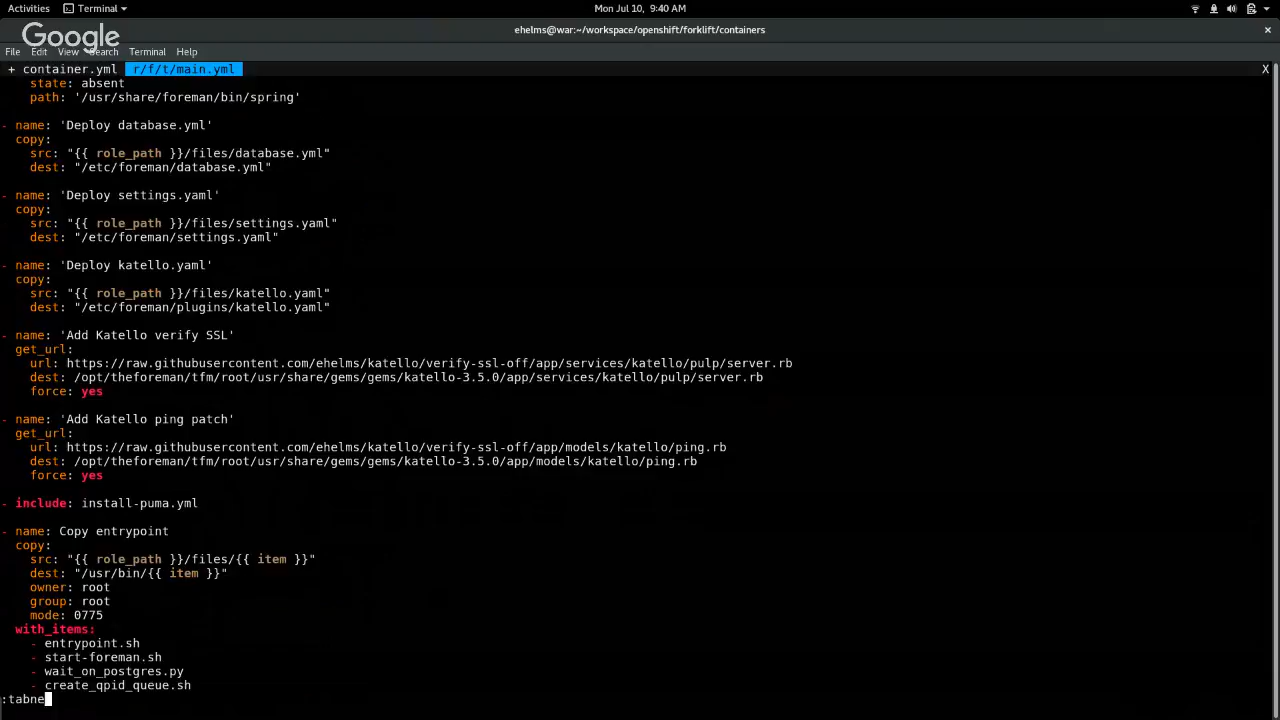 Activities Terminal Mon Jul 10, 9:40 AM
ehelms@war:~/workspace/openshift/forklift/containers
Google
File Edit View Search Terminal Help
+ container.yml r/f/t/main.yml X
state: absent
path: '/usr/share/foreman/bin/spring'
- name: 'Deploy database.yml'
copy:
src: "{{ role_path }}/files/database.yml"
dest: "/etc/foreman/database.yml"
- name: 'Deploy settings.yaml'
copy:
src: "{{ role_path }}/files/settings.yaml"
dest: "/etc/foreman/settings.yaml"
- name: 'Deploy katello.yaml'
copy:
src: "{{ role_path }}/files/katello.yaml"
dest: "/etc/foreman/plugins/katello.yaml"
- name: 'Add Katello verify SSL'
get_url:
url: https://raw.githubusercontent.com/ehelms/katello/verify-ssl-off/app/services/katello/pulp/server.rb
dest: /opt/theforeman/tfm/root/usr/share/gems/gems/katello-3.5.0/app/services/katello/pulp/server.rb
force: yes
- name: 'Add Katello ping patch'
get_url:
url: https://raw.githubusercontent.com/ehelms/katello/verify-ssl-off/app/models/katello/ping.rb
dest: /opt/theforeman/tfm/root/usr/share/gems/gems/katello-3.5.0/app/models/katello/ping.rb
force: yes
- include: install-puma.yml
- name: Copy entrypoint
copy:
src: "{{ role_path }}/files/{{ item }}"
dest: "/usr/bin/{{ item }}"
owner: root
group: root
mode: 0775
with_items:
- entrypoint.sh
- start-foreman.sh
- wait_on_postgres.py
- create_qpid_queue.sh
:tabne